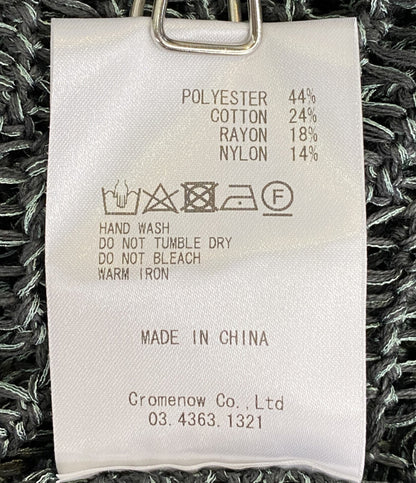 POLYESTER 44%
COTTON 24%
RAYON 18%
NYLON 14%
F
HAND WASH
DO NOT TUMBLE DRY
DO NOT BLEACH
WARM IRON
MADE IN CHINA
Cromenow Co.,Ltd
03.4363.1321